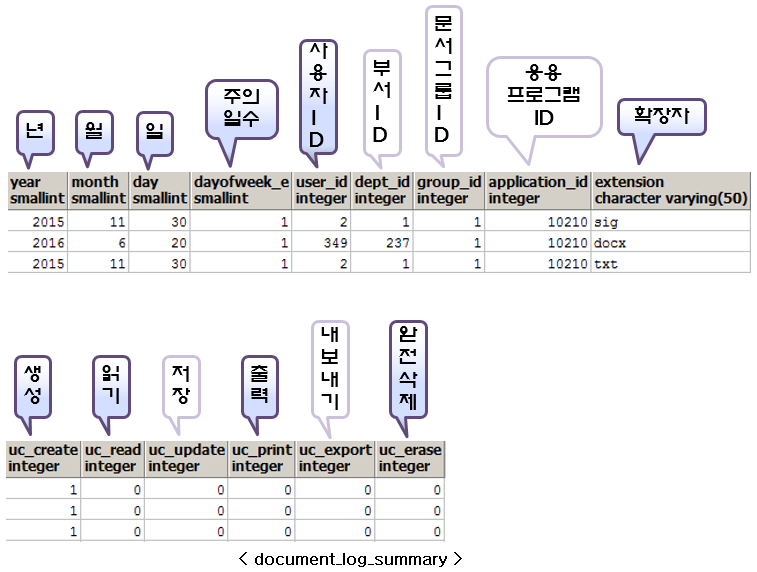 년
월
일
주의
일수
사용자ID
부서ID
문서그룹ID
응용
프로그램
ID
확장자
year month day dayofweek_e user_id dept_id group_id application_id extension
smallint smallint smallint smallint integer integer integer integer character varying(50)
2015 11 30 1 2 1 1 10210 sig
2016 6 20 1 349 237 1 10210 docx
2015 11 30 1 2 1 1 10210 txt
생성
읽기
저장
출력
내보내기
완전삭제
uc_create uc_read uc_update uc_print uc_export uc_erase
integer integer integer integer integer integer
1 0 0 0 0 0
1 0 0 0 0 0
1 0 0 0 0 0
< document_log_summary >